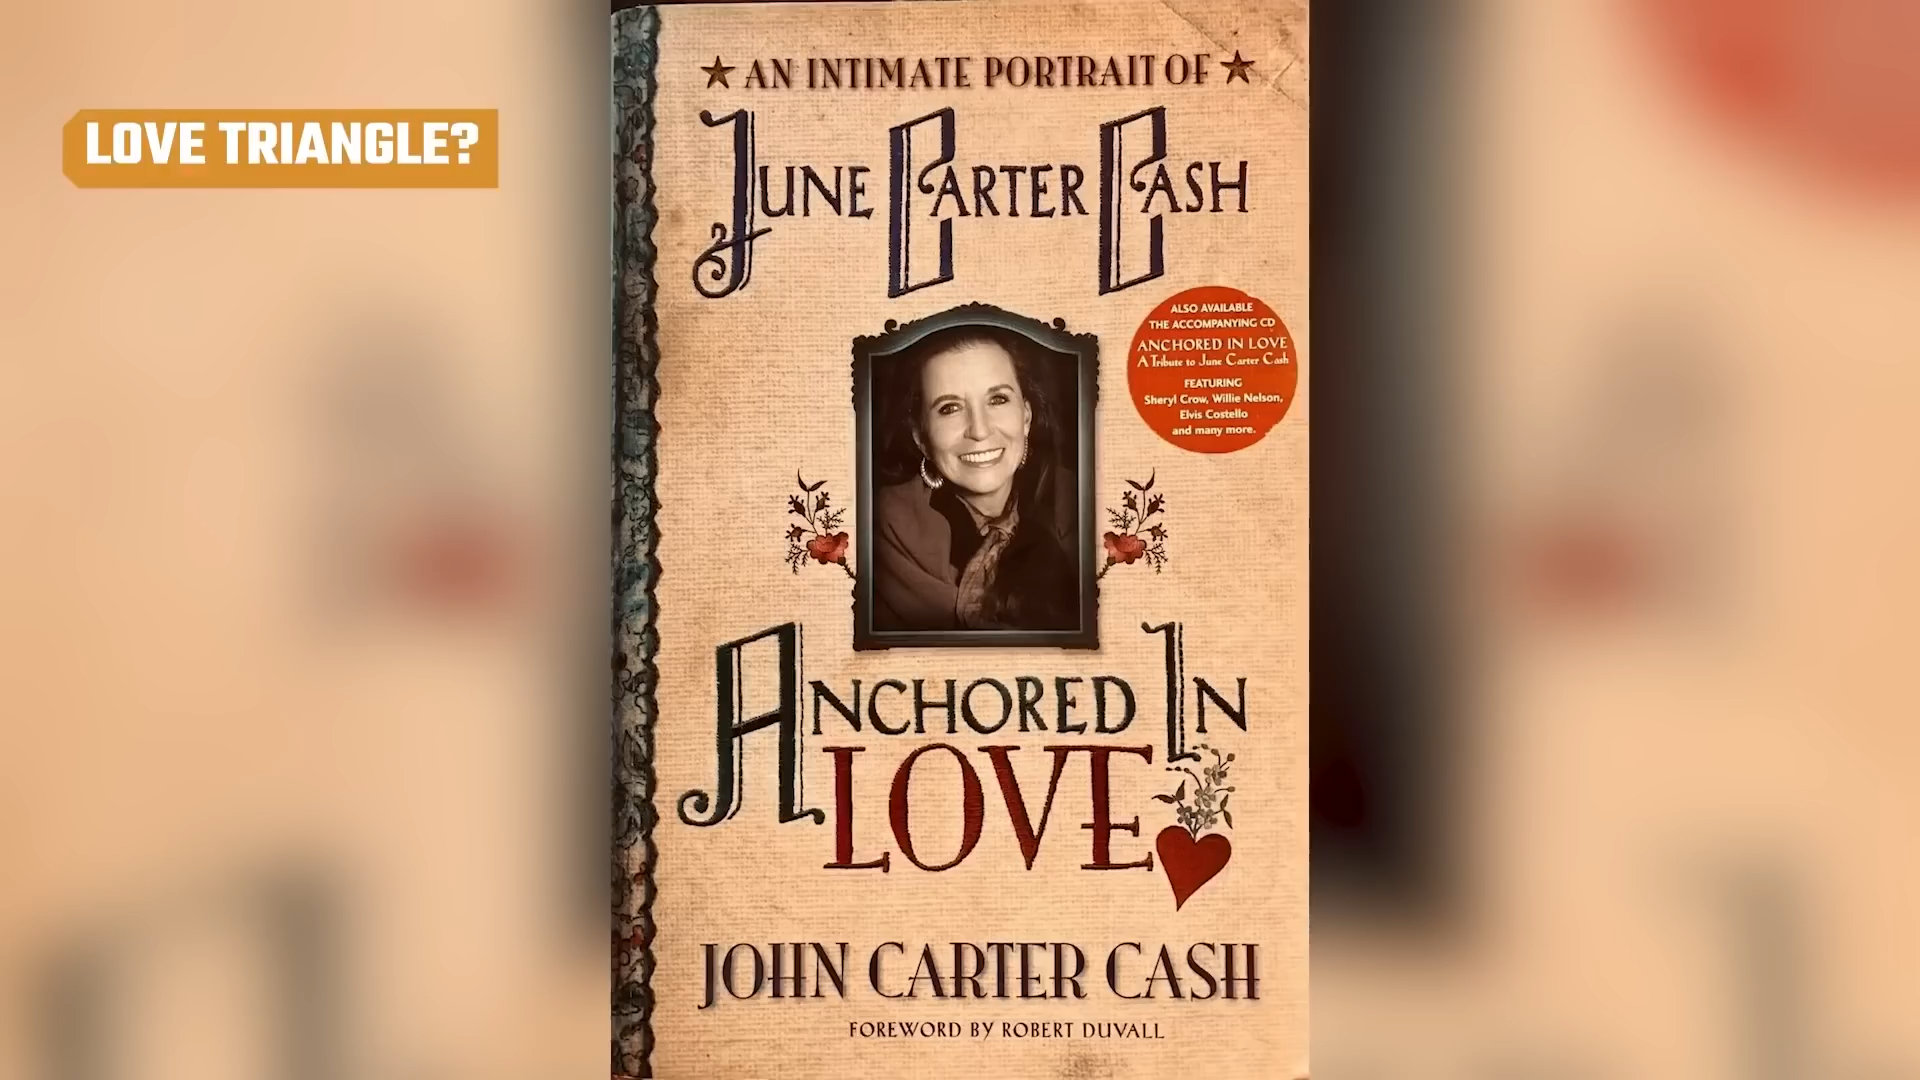 LOVE TRIANGLE?
AN INTIMATE PORTRAIT OF
JUNE CARTER CASH
ALSO AVAILABLE
THE ACCOMPANYING CD
ANCHORED IN LOVE
A Tribute to June Carter Cash
FEATURING
Sheryl Crow, Willie Nelson,
Elvis Costello
and many more.
ANCHORED IN
LOVE
JOHN CARTER CASH
FOREWORD BY ROBERT DUVALL